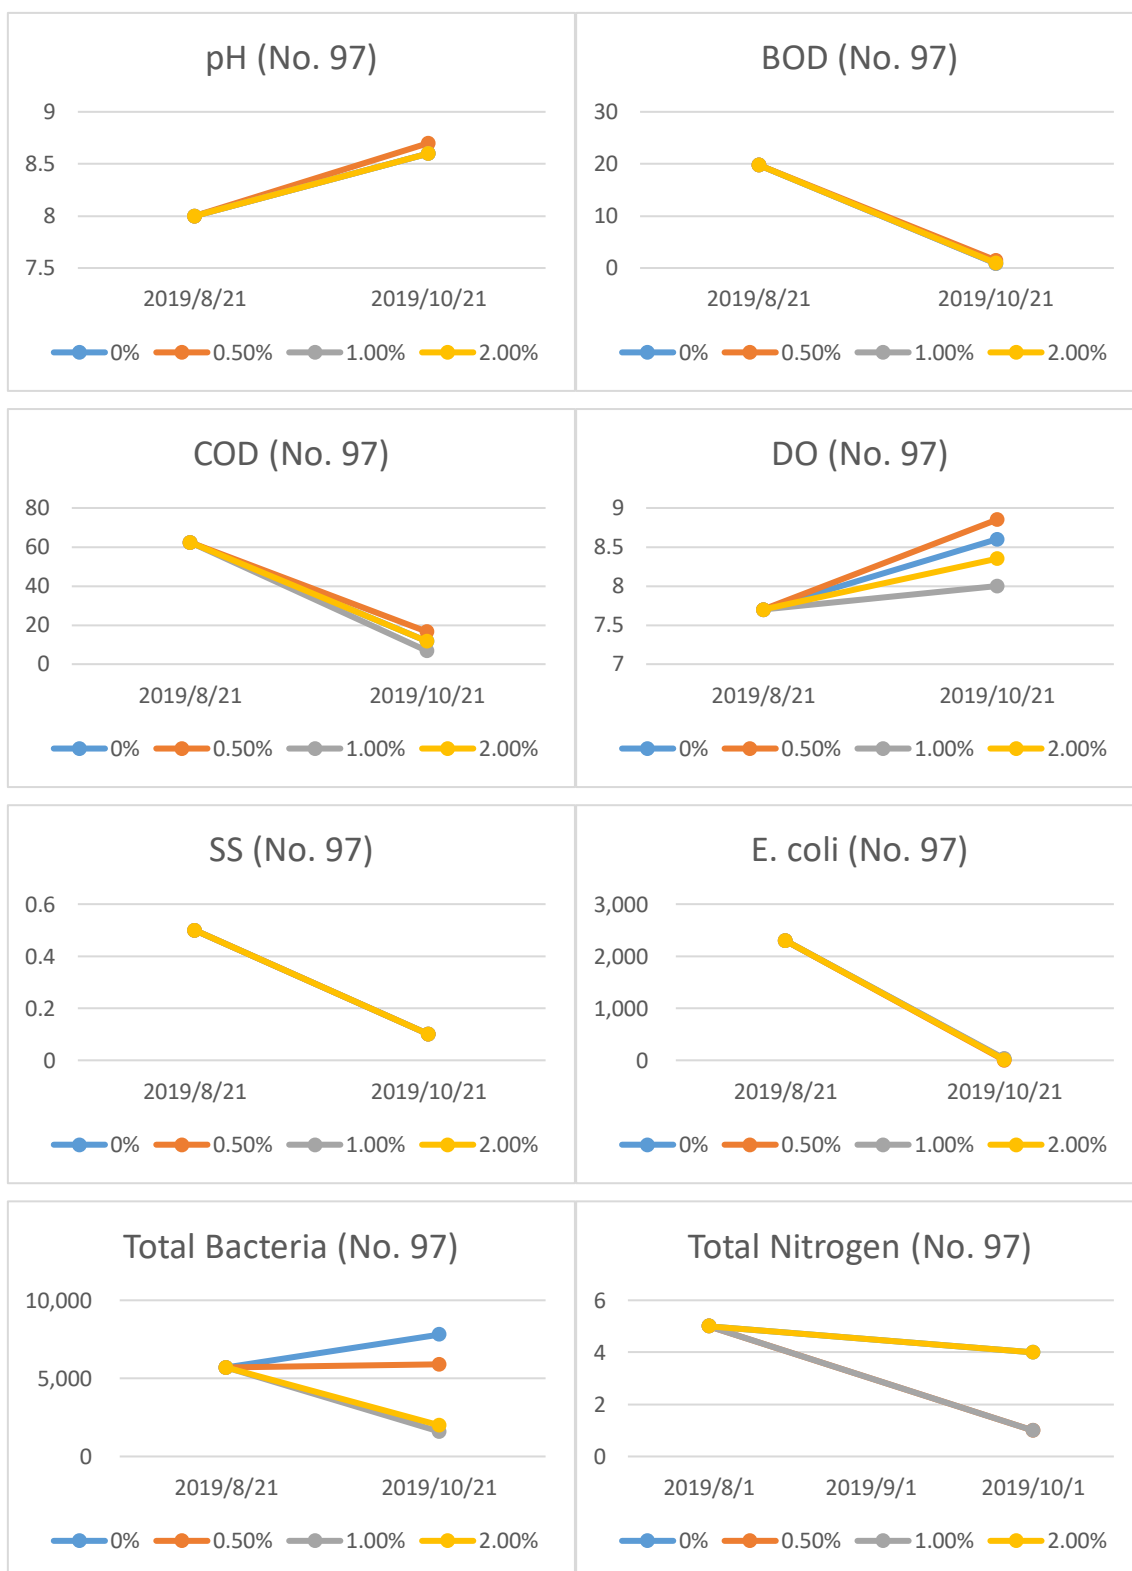 pH (No. 97)
9
8.5
8
7.5
2019/8/21 2019/10/21
0% 0.50% 1.00% 2.00%
BOD (No. 97)
30
20
10
0
2019/8/21 2019/10/21
0% 0.50% 1.00% 2.00%
COD (No. 97)
80
60
40
20
0
2019/8/21 2019/10/21
0% 0.50% 1.00% 2.00%
DO (No. 97)
9
8.5
8
7.5
7
2019/8/21 2019/10/21
0% 0.50% 1.00% 2.00%
SS (No. 97)
0.6
0.4
0.2
0
2019/8/21 2019/10/21
0% 0.50% 1.00% 2.00%
E. coli (No. 97)
3,000
2,000
1,000
0
2019/8/21 2019/10/21
0% 0.50% 1.00% 2.00%
Total Bacteria (No. 97)
10,000
5,000
0
2019/8/21 2019/10/21
0% 0.50% 1.00% 2.00%
Total Nitrogen (No. 97)
6
4
2
0
2019/8/1 2019/9/1 2019/10/1
0% 0.50% 1.00% 2.00%